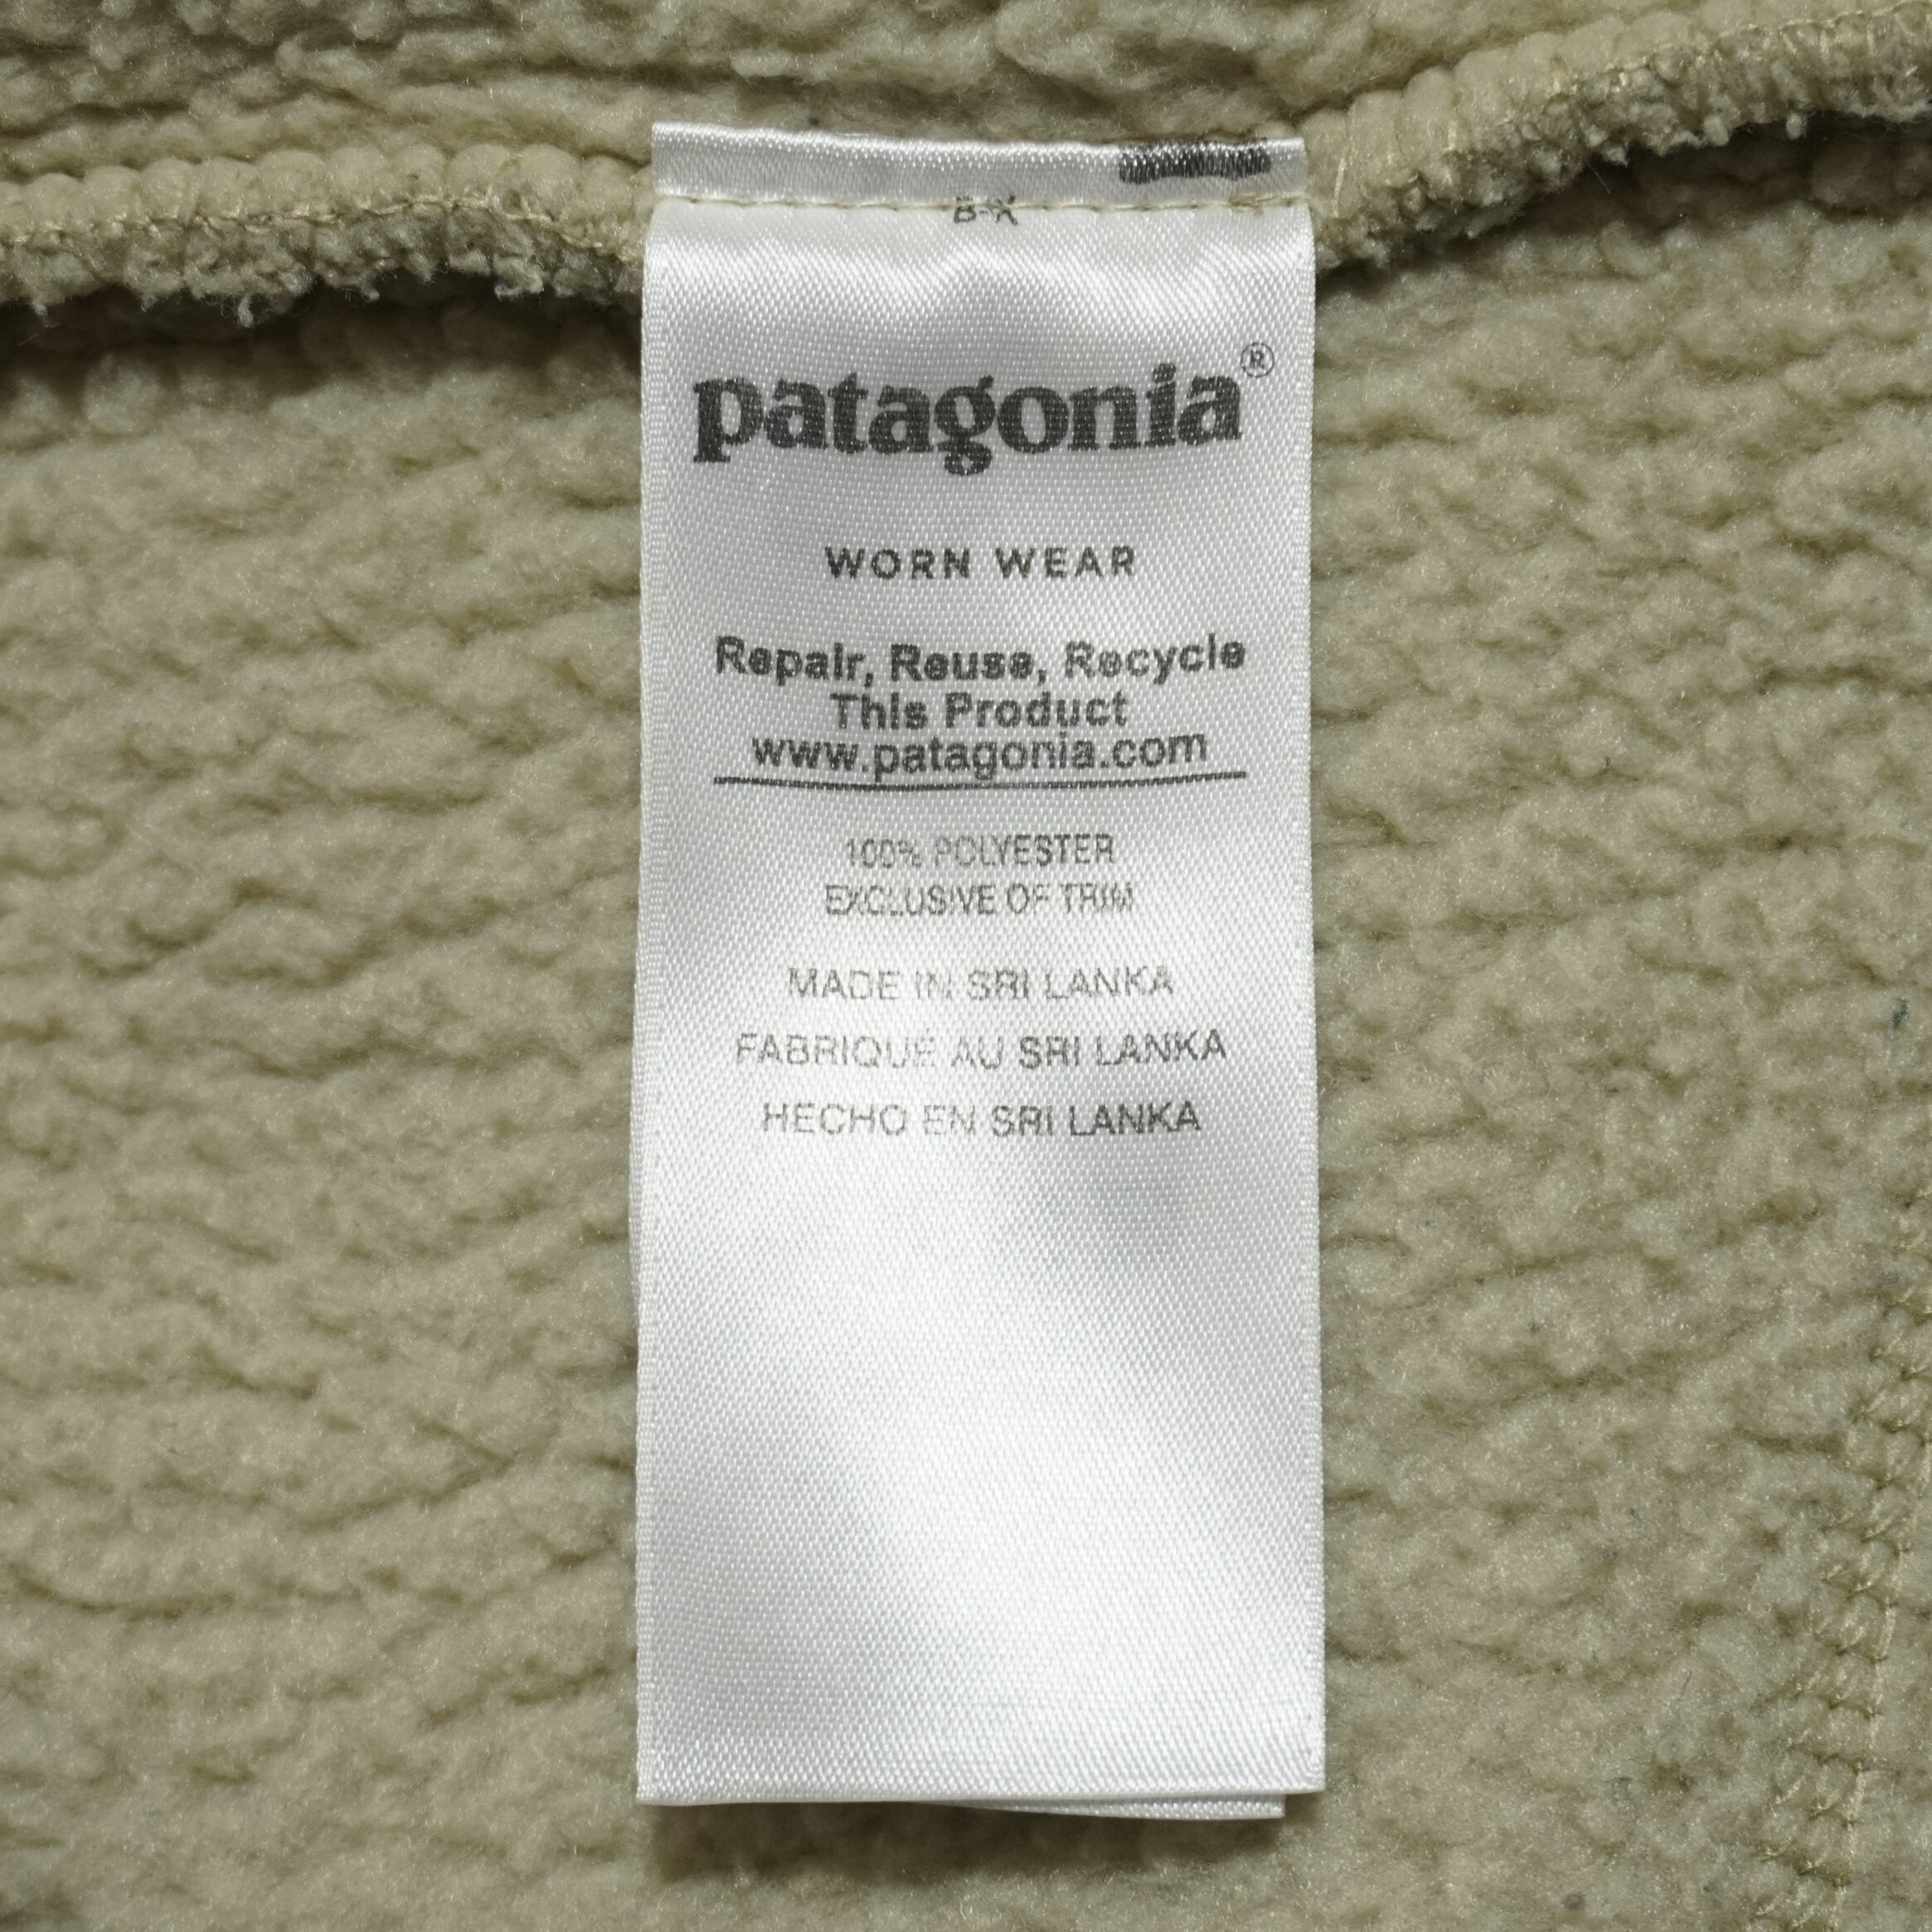 patagonia®
WORN WEAR
Repair, Reuse, Recycle
This Product
www.patagonia.com
100% POLYESTER
EXCLUSIVE OF TRIM
MADE IN SRI LANKA
FABRIQUÉ AU SRI LANKA
HECHO EN SRI LANKA